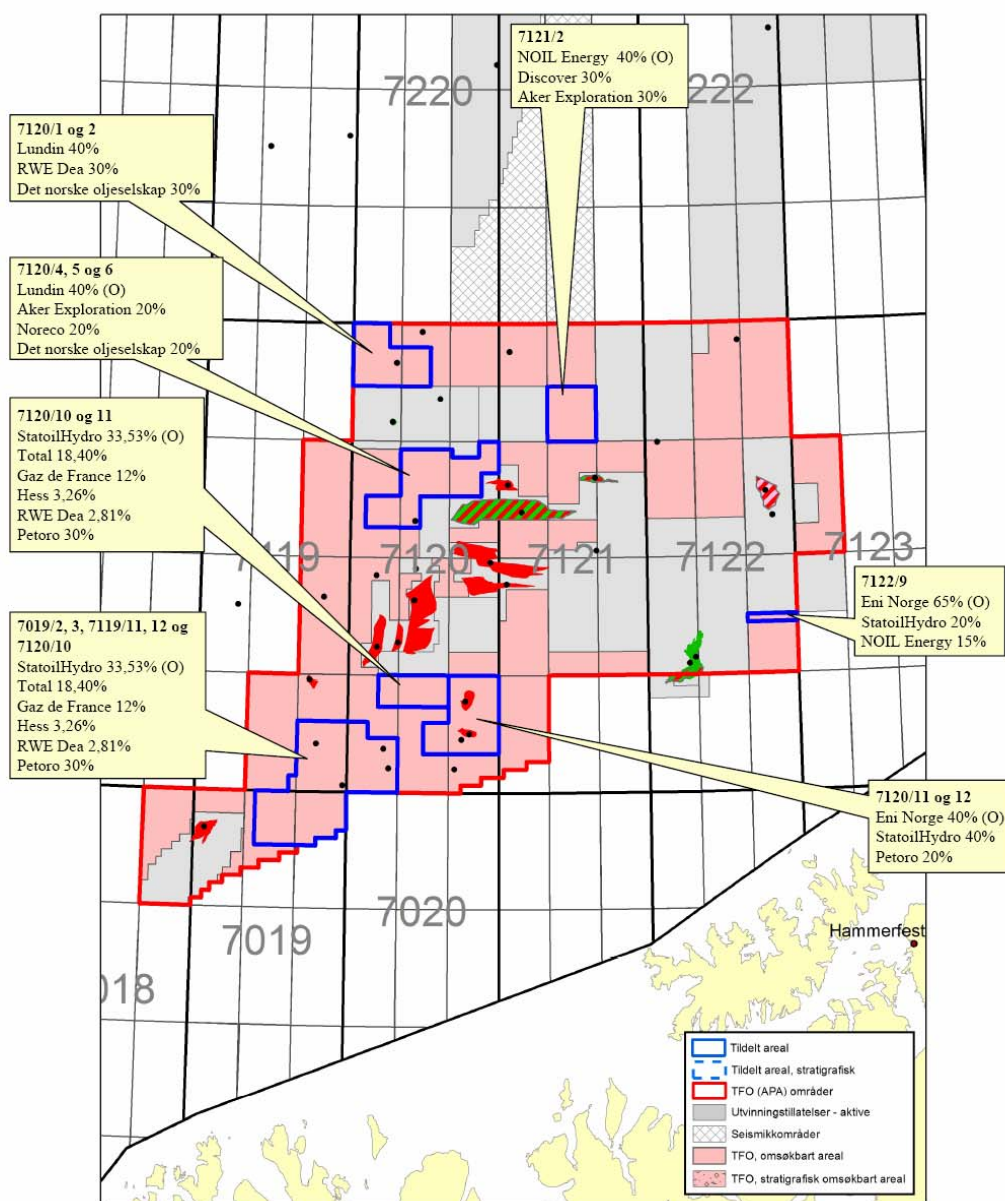 7121/2
NOIL Energy 40% (O)
Discover 30%
Aker Exploration 30%
7220
222
7120/1 og 2
Lundin 40%
RWE Dea 30%
Det norske oljeselskap 30%
7120/4, 5 og 6
Lundin 40% (O)
Aker Exploration 20%
Noreco 20%
Det norske oljeselskap 20%
7120/10 og 11
StatoilHydro 33,53% (O)
Total 18,40%
Gaz de France 12%
Hess 3,26%
RWE Dea 2,81%
Petoro 30%
7119
7120
7121
7122
7123
7122/9
Eni Norge 65% (O)
StatoilHydro 20%
NOIL Energy 15%
7019/2, 3, 7119/11, 12 og
7120/10
StatoilHydro 33,53% (O)
Total 18,40%
Gaz de France 12%
Hess 3,26%
RWE Dea 2,81%
Petoro 30%
7120/11 og 12
Eni Norge 40% (O)
StatoilHydro 40%
Petoro 20%
7020
7019
018
Hammerfest
Tildelt areal
Tildelt areal, stratigrafisk
TFO (APA) områder
Utvinningstillatelser - aktive
Seismikkområder
TFO, omsøkbart areal
TFO, stratigrafisk omsøkbart areal